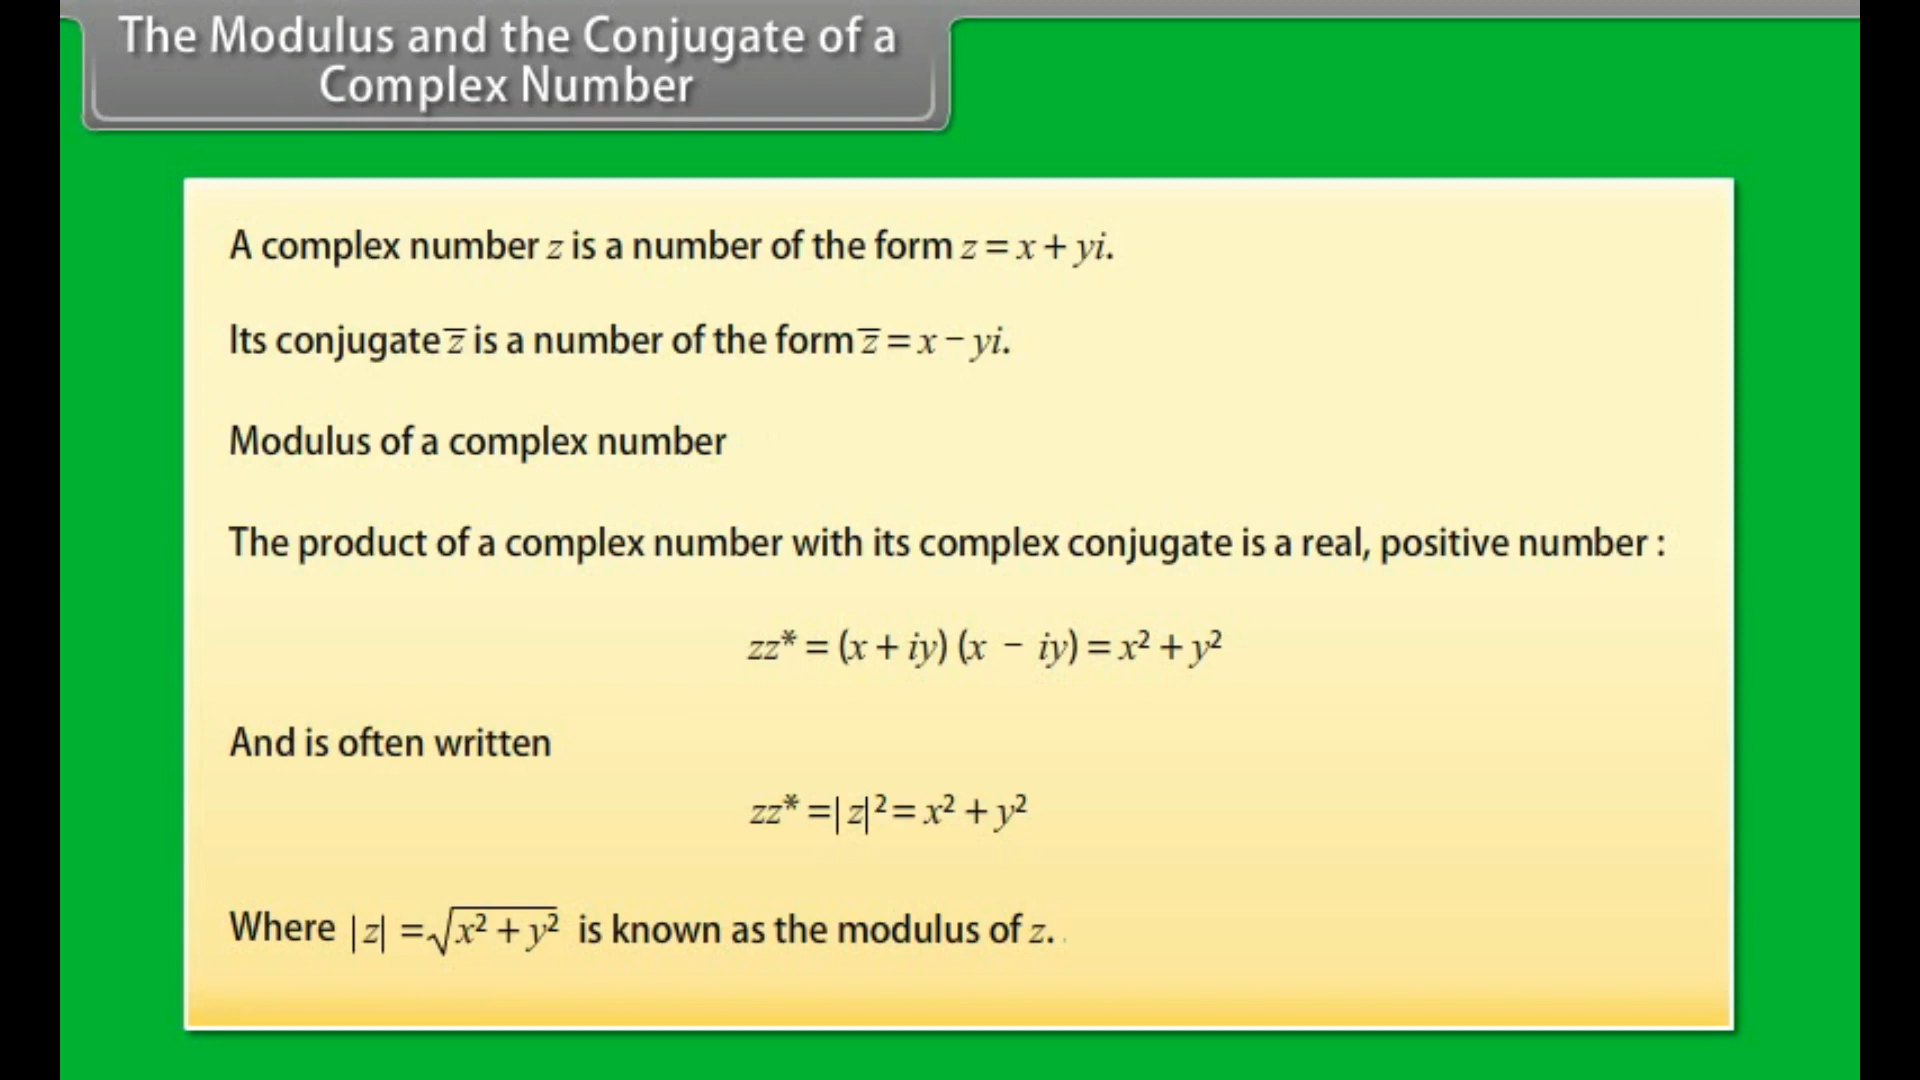 The Modulus and the Conjugate of a
Complex Number
A complex number z is a number of the form z = x + yi.
Its conjugate z̅ is a number of the form z̅ = x − yi.
Modulus of a complex number
The product of a complex number with its complex conjugate is a real, positive number :
zz* = (x + iy) (x − iy) = x² + y²
And is often written
zz* =|z|²= x² + y²
Where |z| =√(x² + y²) is known as the modulus of z.